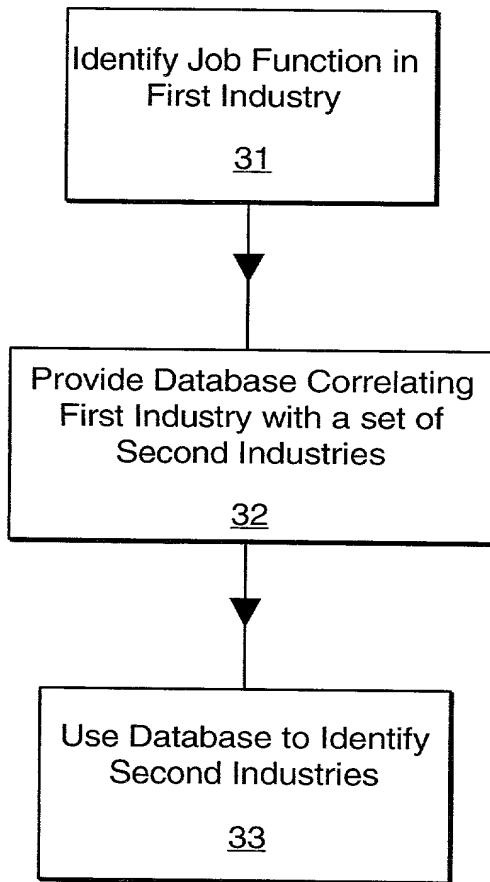 Identify Job Function in
First Industry
31
Provide Database Correlating
First Industry with a set of
Second Industries
32
Use Database to Identify
Second Industries
33